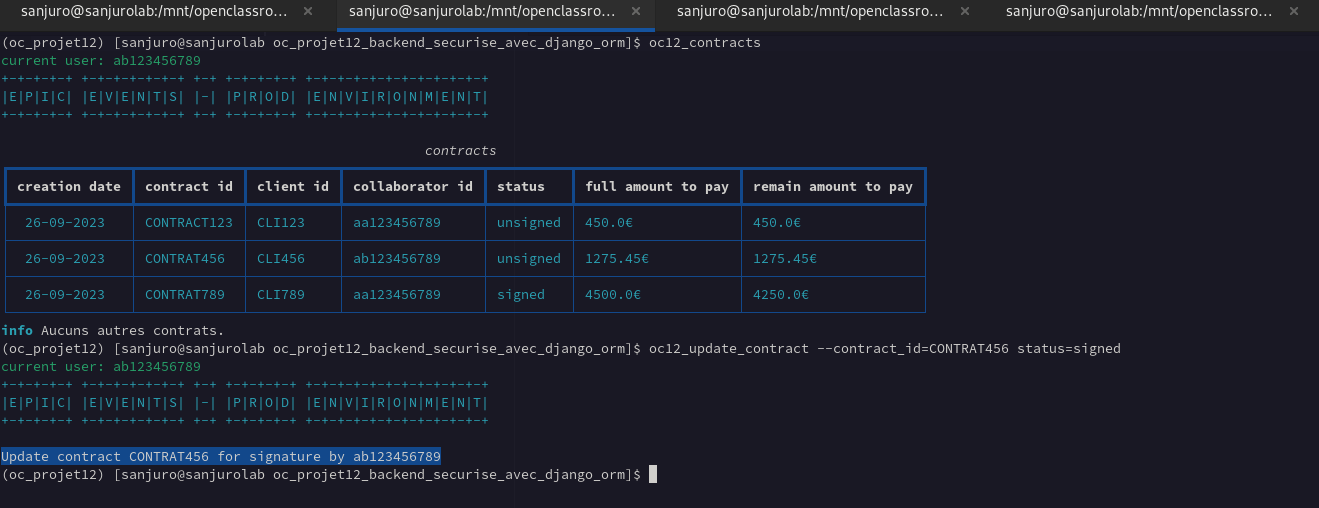 sanjuro@sanjurolab:/mnt/openclassro... × sanjuro@sanjurolab:/mnt/openclassro... × sanjuro@sanjurolab:/mnt/openclassro... × sanjuro@sanjurolab:/mnt/openclassro... ×
(oc_projet12) [sanjuro@sanjurolab oc_projet12_backend_securise_avec_django_orm]$ oc12_contracts
current user: ab123456789
+-+-+-+-+ +-+-+-+-+-+-+ +-+ +-+-+-+-+ +-+-+-+-+-+-+-+-+-+-+-+
|E|P|I|C| |E|V|E|N|T|S| |-| |P|R|O|D| |E|N|V|I|R|O|N|M|E|N|T|
+-+-+-+-+ +-+-+-+-+-+-+ +-+ +-+-+-+-+ +-+-+-+-+-+-+-+-+-+-+-+
contracts
creation date contract id client id collaborator id status full amount to pay remain amount to pay
26-09-2023 CONTRACT123 CLI123 aa123456789 unsigned 450.0€ 450.0€
26-09-2023 CONTRAT456 CLI456 ab123456789 unsigned 1275.45€ 1275.45€
26-09-2023 CONTRAT789 CLI789 aa123456789 signed 4500.0€ 4250.0€
info Aucuns autres contrats.
(oc_projet12) [sanjuro@sanjurolab oc_projet12_backend_securise_avec_django_orm]$ oc12_update_contract --contract_id=CONTRAT456 status=signed
current user: ab123456789
+-+-+-+-+ +-+-+-+-+-+-+ +-+ +-+-+-+-+ +-+-+-+-+-+-+-+-+-+-+-+
|E|P|I|C| |E|V|E|N|T|S| |-| |P|R|O|D| |E|N|V|I|R|O|N|M|E|N|T|
+-+-+-+-+ +-+-+-+-+-+-+ +-+ +-+-+-+-+ +-+-+-+-+-+-+-+-+-+-+-+
Update contract CONTRAT456 for signature by ab123456789
(oc_projet12) [sanjuro@sanjurolab oc_projet12_backend_securise_avec_django_orm]$